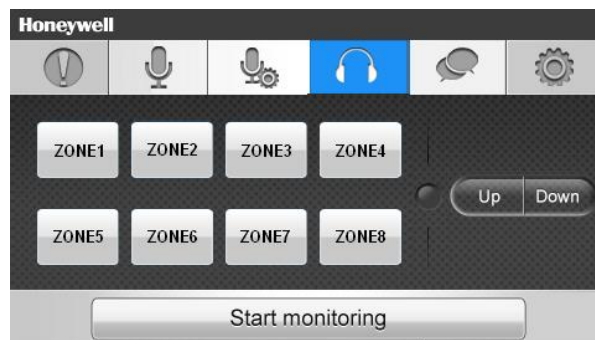 Honeywell
ZONE1 ZONE2 ZONE3 ZONE4
Up Down
ZONE5 ZONE6 ZONE7 ZONE8
Start monitoring